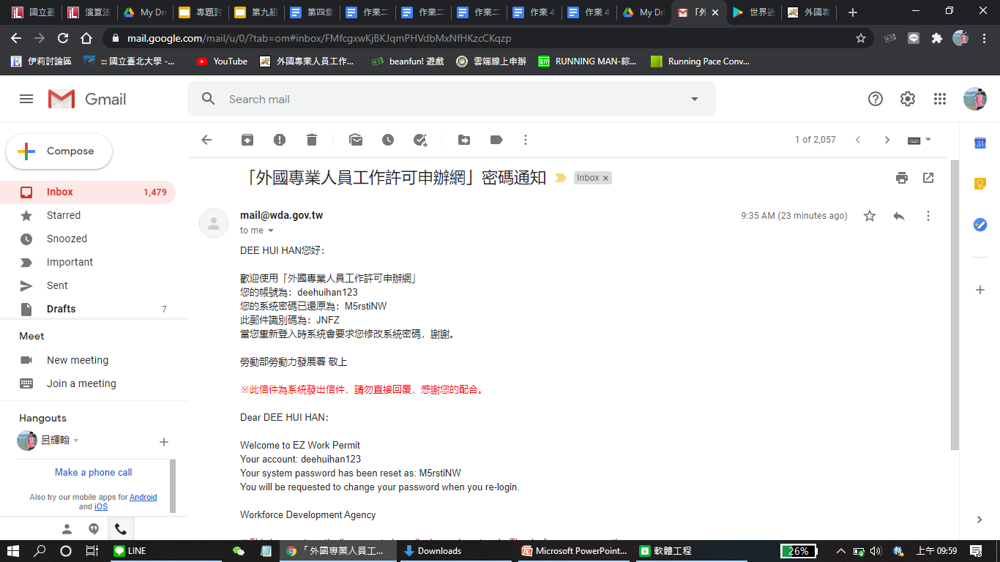 國立臺
演算法
My Dri
專題討
第九組
第四章
作業二
作業二
作業二
作業 4
作業 4
My Dri
「外
世界迷
外國專
mail.google.com/mail/u/0/?tab=om#inbox/FMfcgxwKjBKJqmPHVdbMxNfHKzcCKqzp
伊莉討論區
::: 國立臺北大學 -...
YouTube
外國專業人員工作...
beanfun! 遊戲
雲端線上申辦
RUNNING MAN-綜...
Running Pace Conv...
Gmail
Search mail
Compose
1 of 2,057
31
「外國專業人員工作許可申辦網」密碼通知
Inbox ×
Inbox 1,479
Starred
Snoozed
Important
Sent
Drafts 7
mail@wda.gov.tw
9:35 AM (23 minutes ago)
to me
DEE HUI HAN您好：
歡迎使用「外國專業人員工作許可申辦網」
您的帳號為：deehuihan123
您的系統密碼已還原為：M5rstiNW
此郵件識別碼為：JNFZ
當您重新登入時系統會要求您修改系統密碼，謝謝。
勞動部勞動力發展署 敬上
※此信件為系統發出信件，請勿直接回覆，感謝您的配合。
Dear DEE HUI HAN：
Welcome to EZ Work Permit
Your account: deehuihan123
Your system password has been reset as: M5rstiNW
You will be requested to change your password when you re-login.
Workforce Development Agency
Meet
New meeting
Join a meeting
Hangouts
呂輝翰
Make a phone call
Also try our mobile apps for Android
and iOS
LINE
「外國專業人員工...
Downloads
Microsoft PowerPoint...
軟體工程
26%
上午 09:59